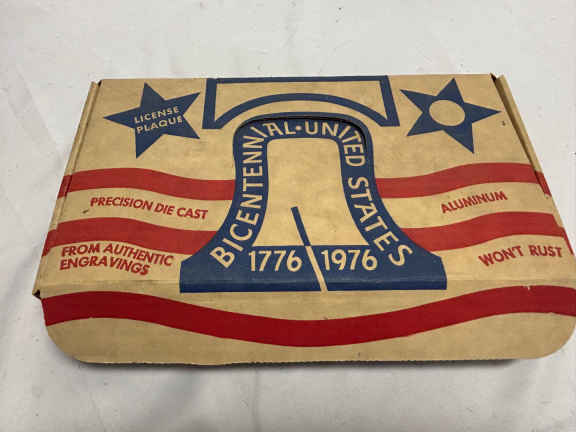 LICENSE
PLAQUE
BICENTENNIAL · UNITED STATES
1776 1976
PRECISION DIE CAST
ALUMINUM
FROM AUTHENTIC
ENGRAVINGS
WON'T RUST